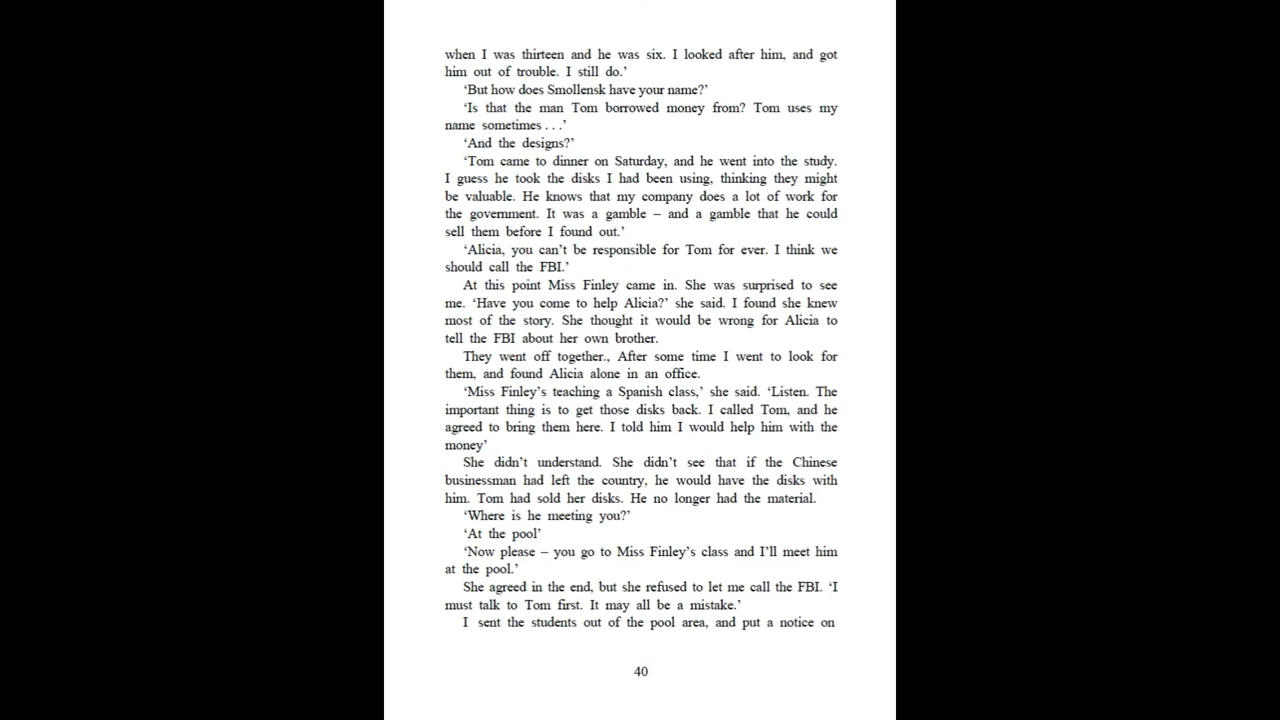 when I was thirteen and he was six. I looked after him, and got
him out of trouble. I still do.’
‘But how does Smollensk have your name?’
‘Is that the man Tom borrowed money from? Tom uses my
name sometimes . . .’
‘And the designs?’
‘Tom came to dinner on Saturday, and he went into the study.
I guess he took the disks I had been using, thinking they might
be valuable. He knows that my company does a lot of work for
the government. It was a gamble – and a gamble that he could
sell them before I found out.’
‘Alicia, you can’t be responsible for Tom for ever. I think we
should call the FBI.’
At this point Miss Finley came in. She was surprised to see
me. ‘Have you come to help Alicia?’ she said. I found she knew
most of the story. She thought it would be wrong for Alicia to
tell the FBI about her own brother.
They went off together., After some time I went to look for
them, and found Alicia alone in an office.
‘Miss Finley’s teaching a Spanish class,’ she said. ‘Listen. The
important thing is to get those disks back. I called Tom, and he
agreed to bring them here. I told him I would help him with the
money’
She didn’t understand. She didn’t see that if the Chinese
businessman had left the country, he would have the disks with
him. Tom had sold her disks. He no longer had the material.
‘Where is he meeting you?’
‘At the pool’
‘Now please – you go to Miss Finley’s class and I’ll meet him
at the pool.’
She agreed in the end, but she refused to let me call the FBI. ‘I
must talk to Tom first. It may all be a mistake.’
I sent the students out of the pool area, and put a notice on
40